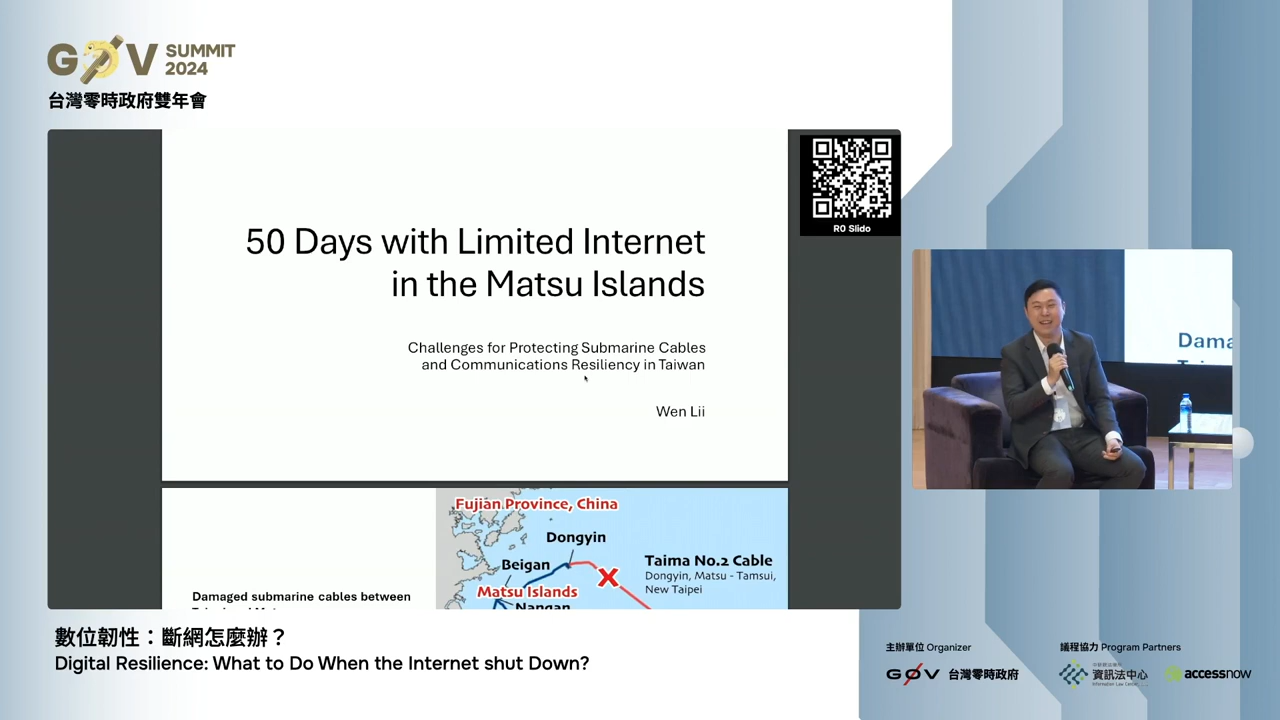 G0V SUMMIT
2024
台灣零時政府雙年會
50 Days with Limited Internet
in the Matsu Islands
Challenges for Protecting Submarine Cables
and Communications Resiliency in Taiwan
Wen Lii
R0 Slido
Fujian Province, China
Dongyin
Beigan
Taima No.2 Cable
Dongyin, Matsu - Tamsui,
New Taipei
Matsu Islands
Nangan
Damaged submarine cables between
Dama
數位韌性：斷網怎麼辦？
Digital Resilience: What to Do When the Internet shut Down?
主辦單位 Organizer
G0V 台灣零時政府
議程協力 Program Partners
資訊法中心
Information Law Center
accessnow